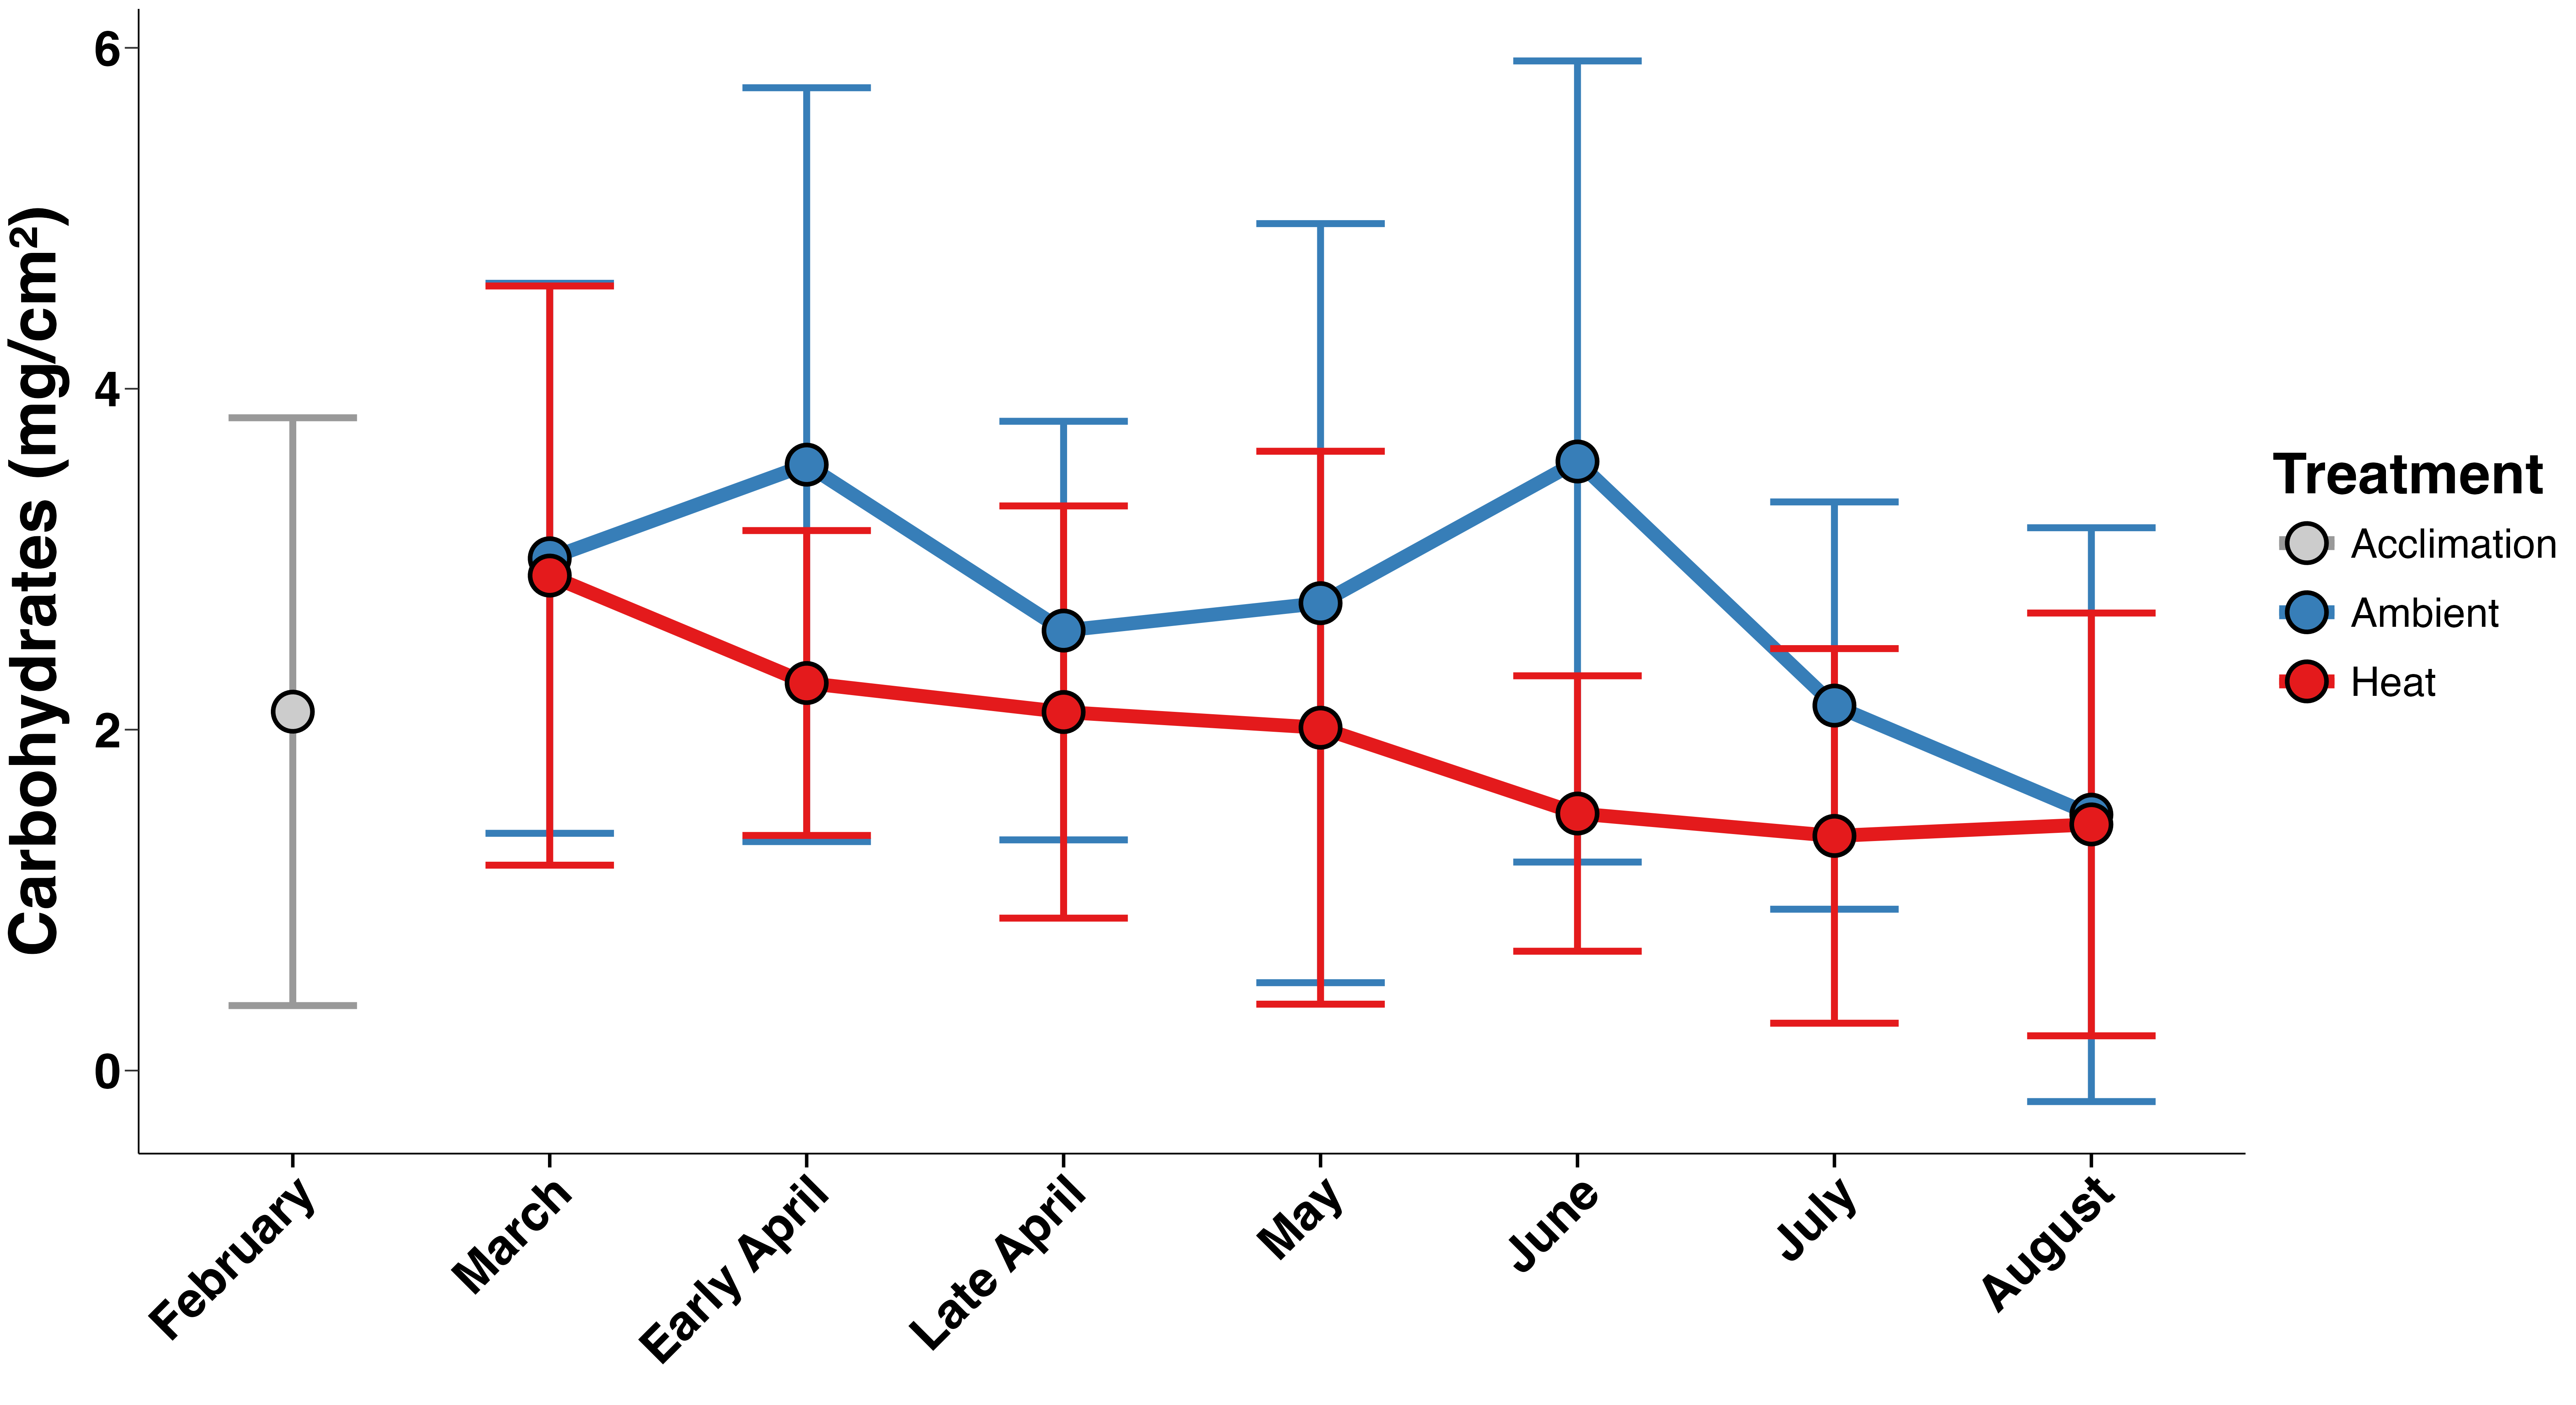 Carbohydrates (mg/cm²)
6
4
2
0
February
March
Early April
Late April
May
June
July
August
Treatment
Acclimation
Ambient
Heat